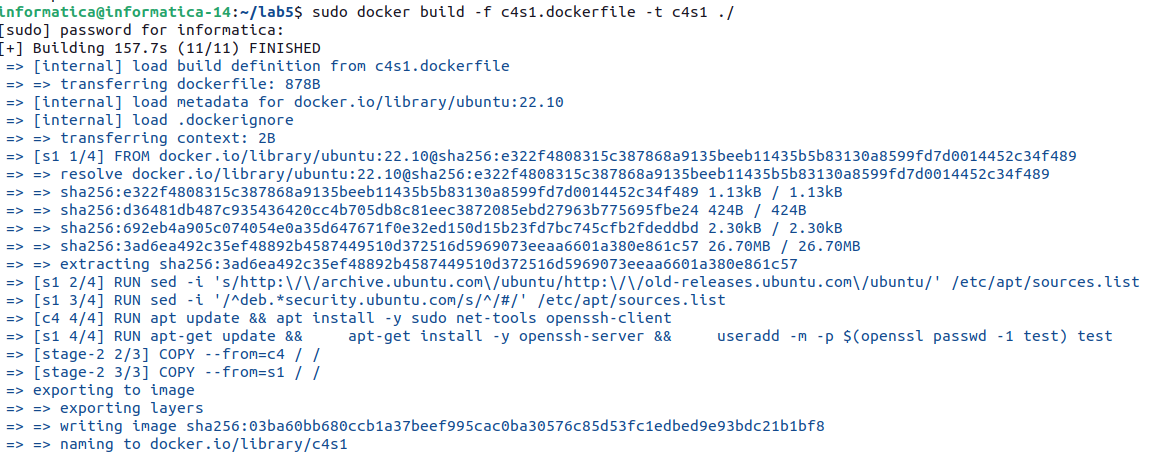 informatica@informatica-14:~/lab5$ sudo docker build -f c4s1.dockerfile -t c4s1 ./
[sudo] password for informatica:
[+] Building 157.7s (11/11) FINISHED
=> [internal] load build definition from c4s1.dockerfile
=> => transferring dockerfile: 878B
=> [internal] load metadata for docker.io/library/ubuntu:22.10
=> [internal] load .dockerignore
=> => transferring context: 2B
=> [s1 1/4] FROM docker.io/library/ubuntu:22.10@sha256:e322f4808315c387868a9135beeb11435b5b83130a8599fd7d0014452c34f489
=> => resolve docker.io/library/ubuntu:22.10@sha256:e322f4808315c387868a9135beeb11435b5b83130a8599fd7d0014452c34f489
=> => sha256:e322f4808315c387868a9135beeb11435b5b83130a8599fd7d0014452c34f489 1.13kB / 1.13kB
=> => sha256:d36481db487c935436420cc4b705db8c81eec3872085ebd27963b775695fbe24 424B / 424B
=> => sha256:692eb4a905c074054e0a35d647671f0e32ed150d15b23fd7bc745cfb2fdeddbd 2.30kB / 2.30kB
=> => sha256:3ad6ea492c35ef48892b4587449510d372516d5969073eeaa6601a380e861c57 26.70MB / 26.70MB
=> => extracting sha256:3ad6ea492c35ef48892b4587449510d372516d5969073eeaa6601a380e861c57
=> [s1 2/4] RUN sed -i 's/http:\/\/archive.ubuntu.com\/ubuntu/http:\/\/old-releases.ubuntu.com\/ubuntu/' /etc/apt/sources.list
=> [s1 3/4] RUN sed -i '/^deb.*security.ubuntu.com/s/^/#/' /etc/apt/sources.list
=> [c4 4/4] RUN apt update && apt install -y sudo net-tools openssh-client
=> [s1 4/4] RUN apt-get update &&     apt-get install -y openssh-server &&     useradd -m -p $(openssl passwd -1 test) test
=> [stage-2 2/3] COPY --from=c4 / /
=> [stage-2 3/3] COPY --from=s1 / /
=> exporting to image
=> => exporting layers
=> => writing image sha256:03ba60bb680ccb1a37beef995cac0ba30576c85d53fc1edbed9e93bdc21b1bf8
=> => naming to docker.io/library/c4s1